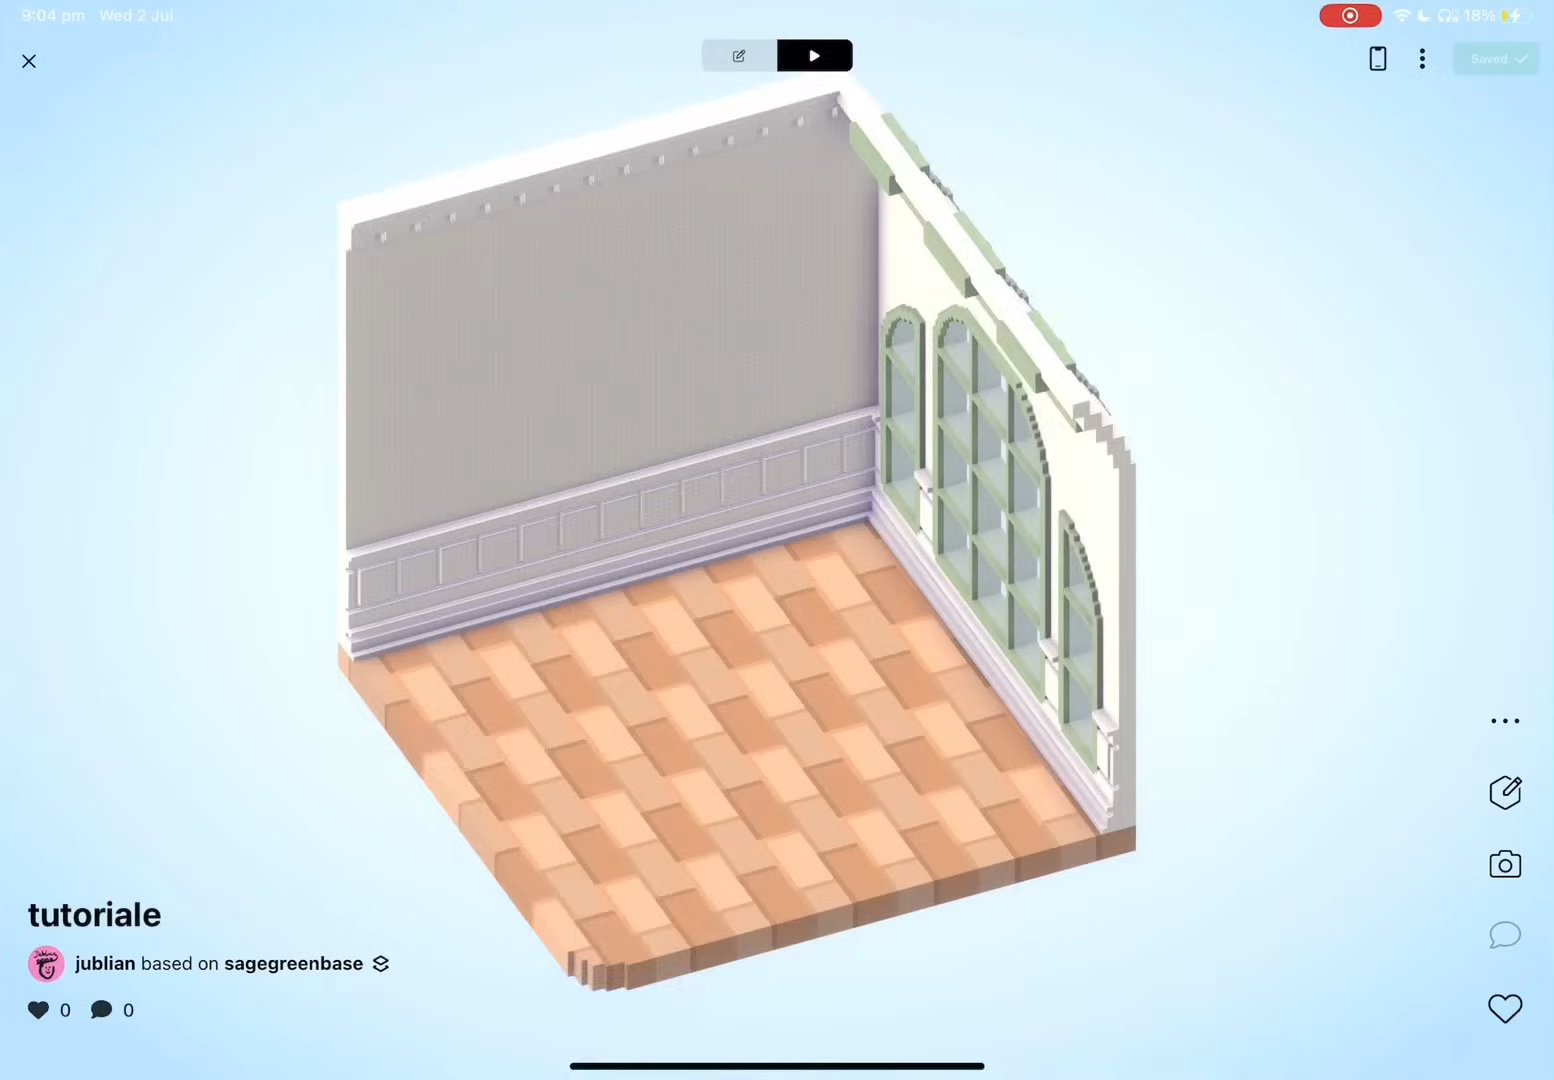 9:04 pm Wed 2 Jul
18%
Saved
tutoriale
jublian based on sagegreenbase
0 0